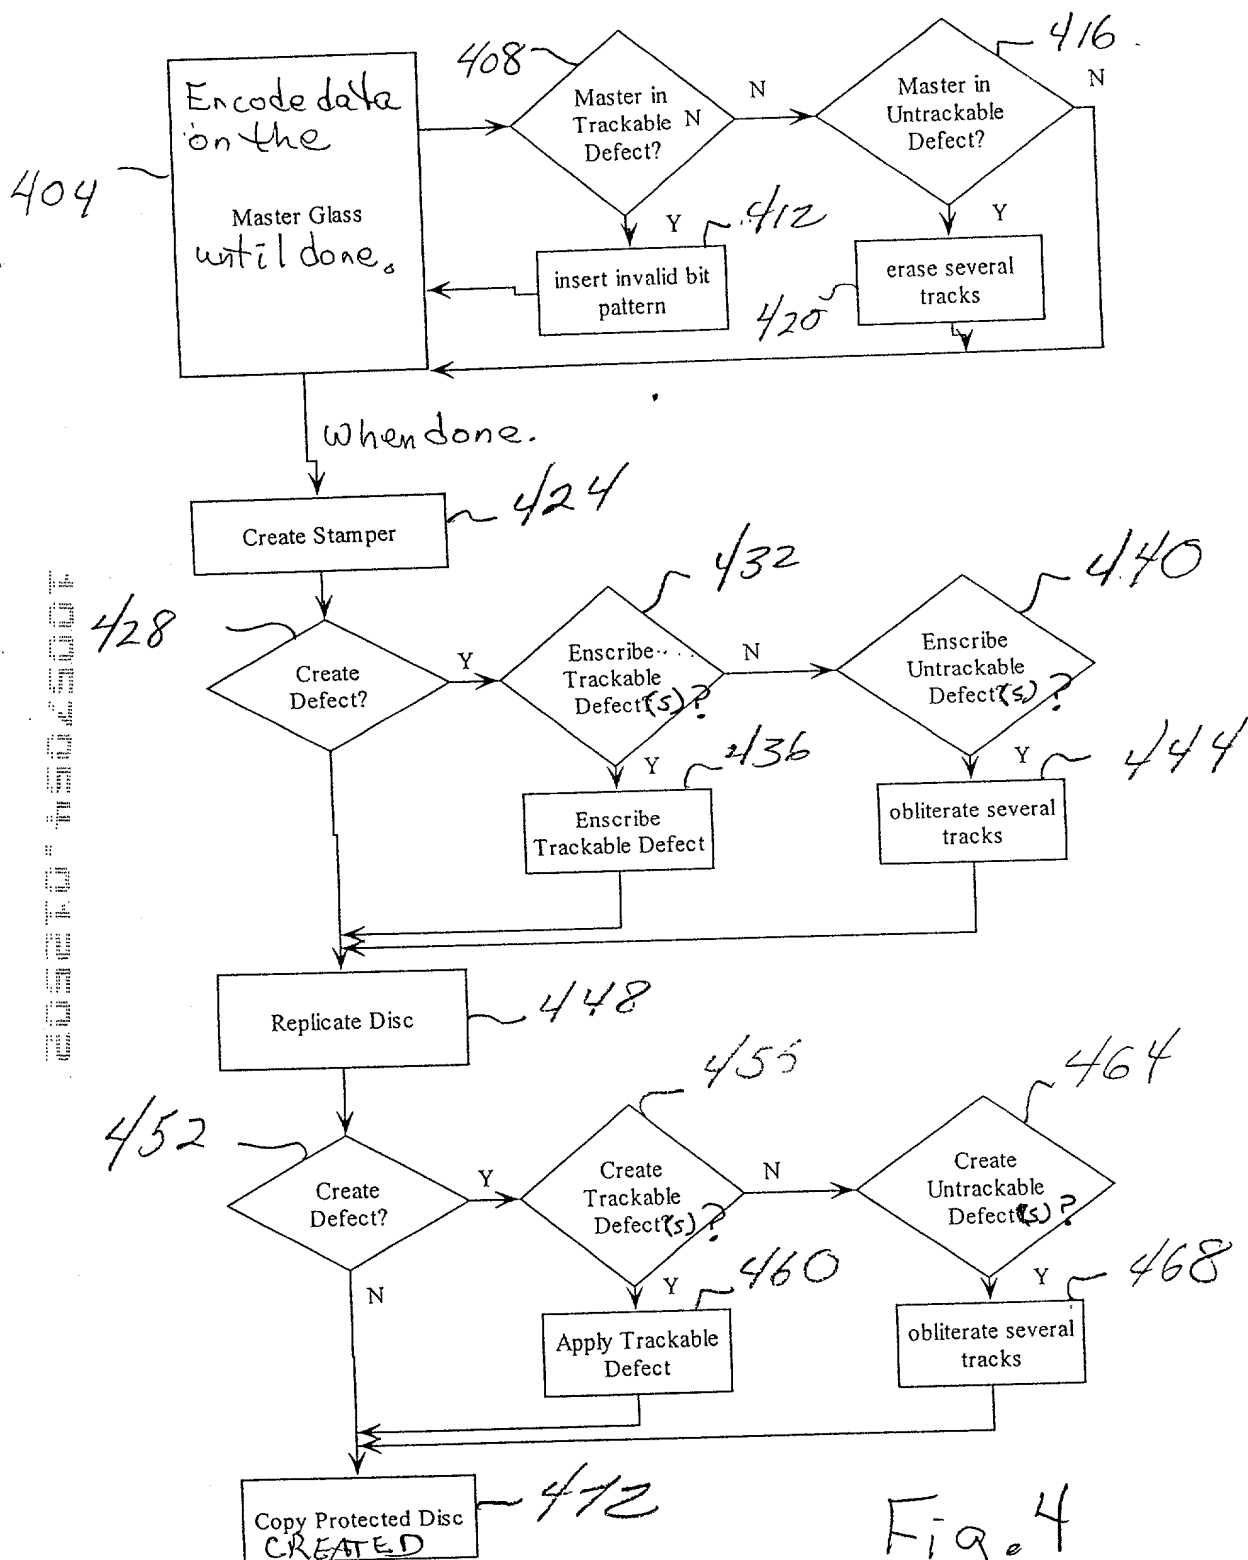 408
416
Encode data
on the
Master Glass
until done.
404
Master in
Trackable N
Defect?
N
Master in
Untrackable
Defect?
N
Y
412
Y
insert invalid bit
pattern
erase several
tracks
420
When done.
424
Create Stamper
428
Create
Defect?
Y
432
Enscribe
Trackable
Defect?(s)?
N
440
Enscribe
Untrackable
Defect?(s)?
Y
436
Y
444
Enscribe
Trackable Defect
obliterate several
tracks
Replicate Disc
448
452
Create
Defect?
Y
N
Create
Trackable
Defect?(s)?
N
464
Create
Untrackable
Defect?(s)?
Y
460
Y
468
Apply Trackable
Defect
obliterate several
tracks
472
Copy Protected Disc
CREATED
Fig. 4
10057054.012502